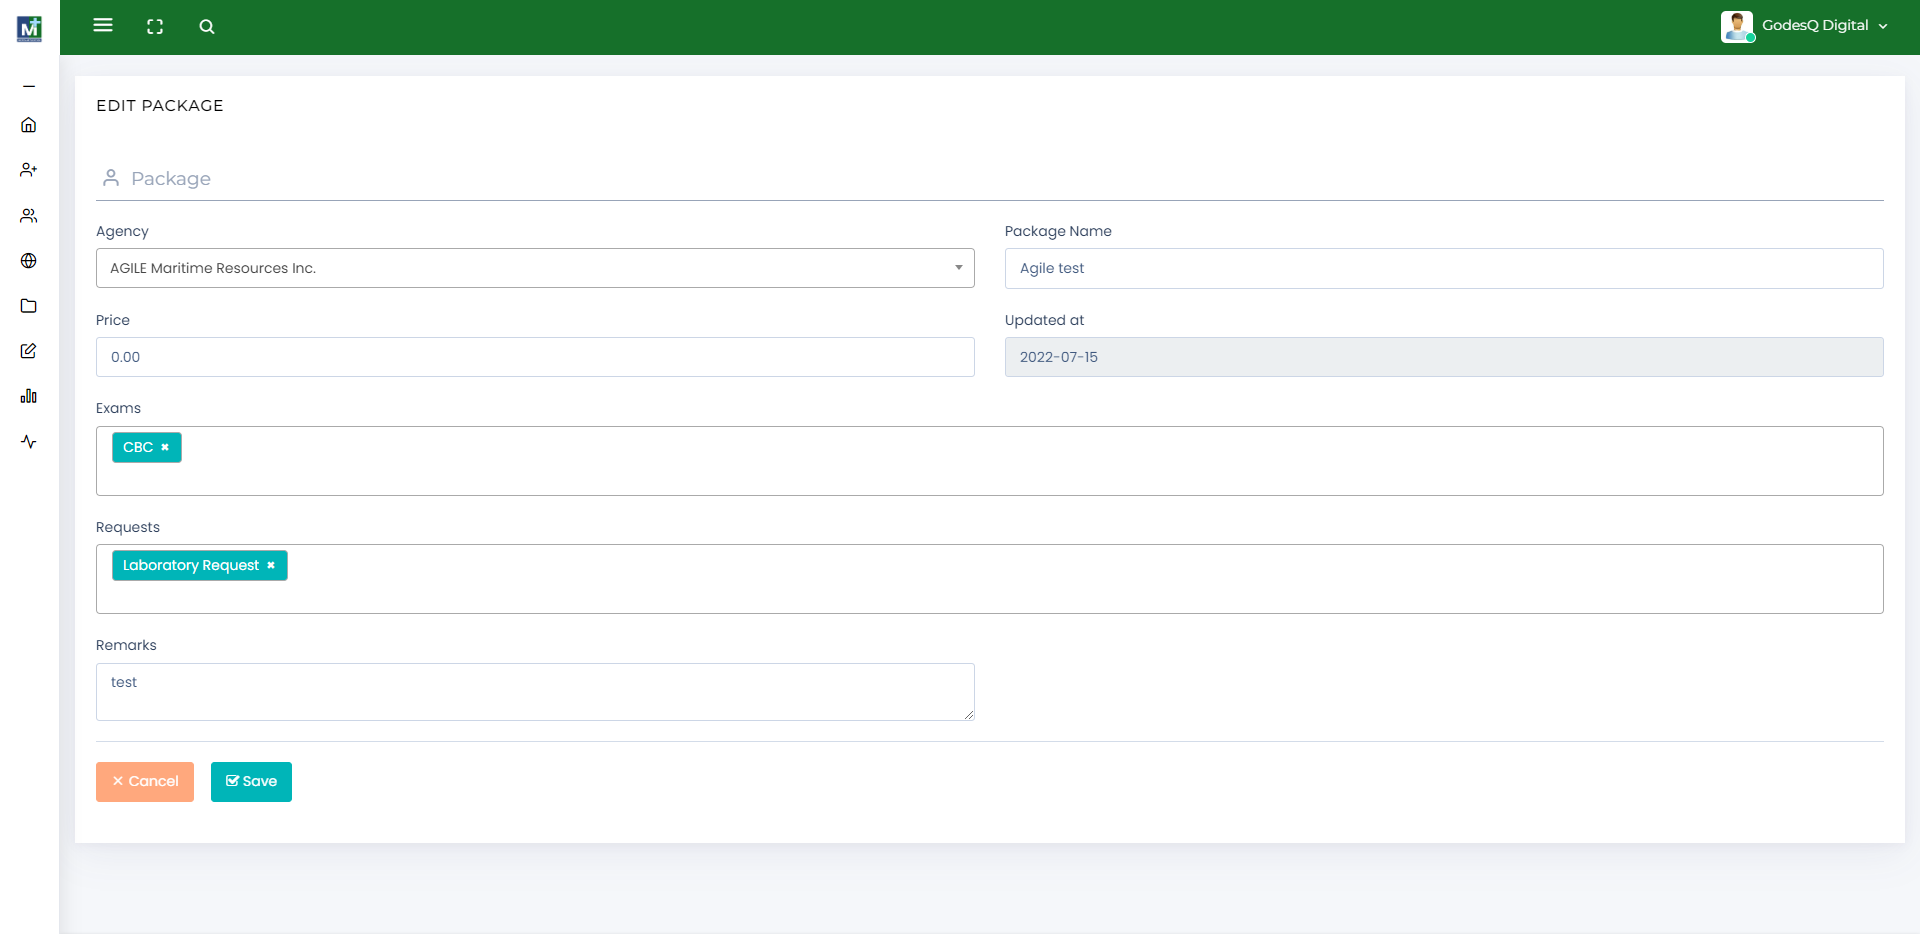 M
GodesQ Digital
EDIT PACKAGE
Package
Agency
Package Name
AGILE Maritime Resources Inc.
Agile test
Price
Updated at
0.00
2022-07-15
Exams
CBC
Requests
Laboratory Request
Remarks
test
Cancel
Save